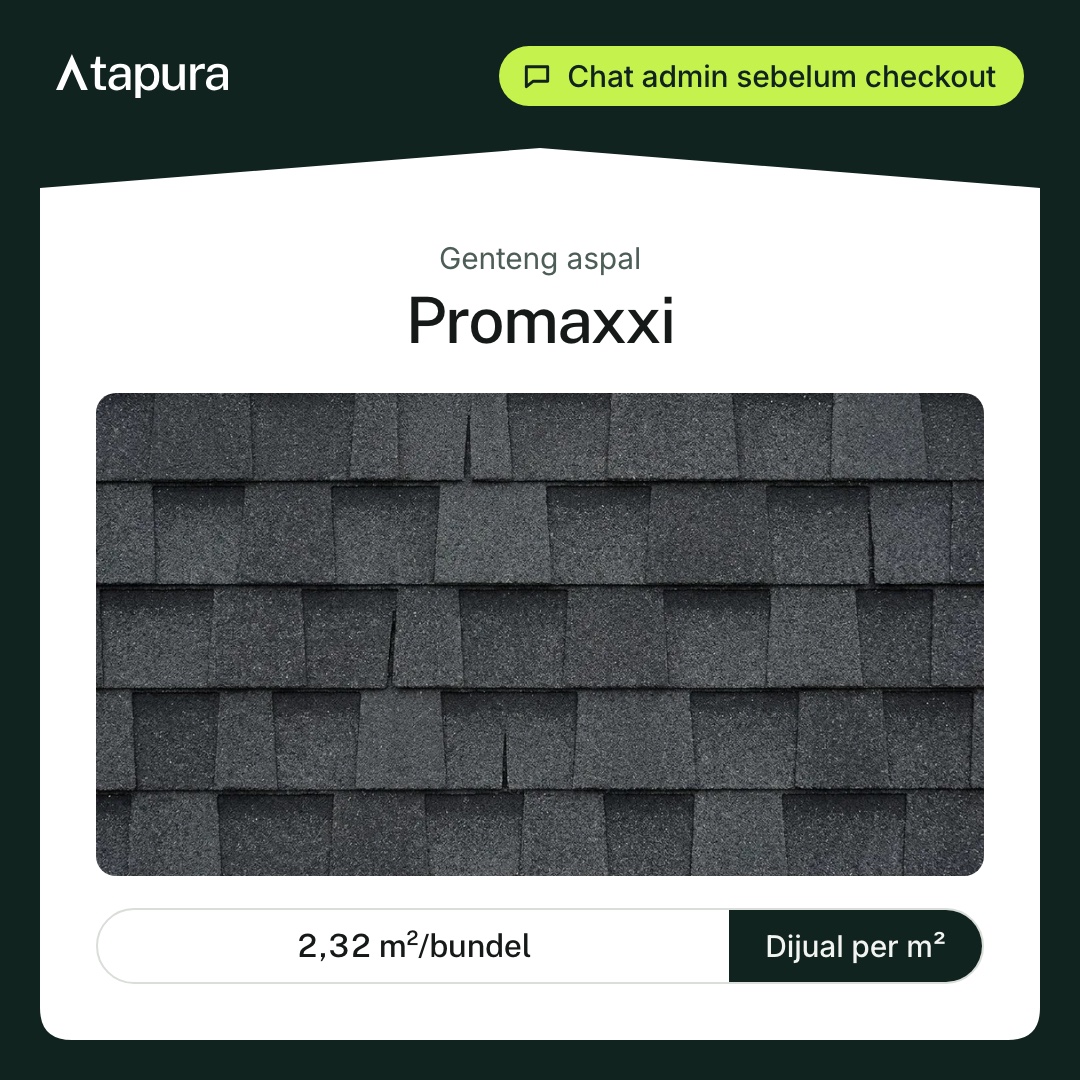 Atapura
Chat admin sebelum checkout
Genteng aspal
Promaxxi
2,32 m²/bundel
Dijual per m²